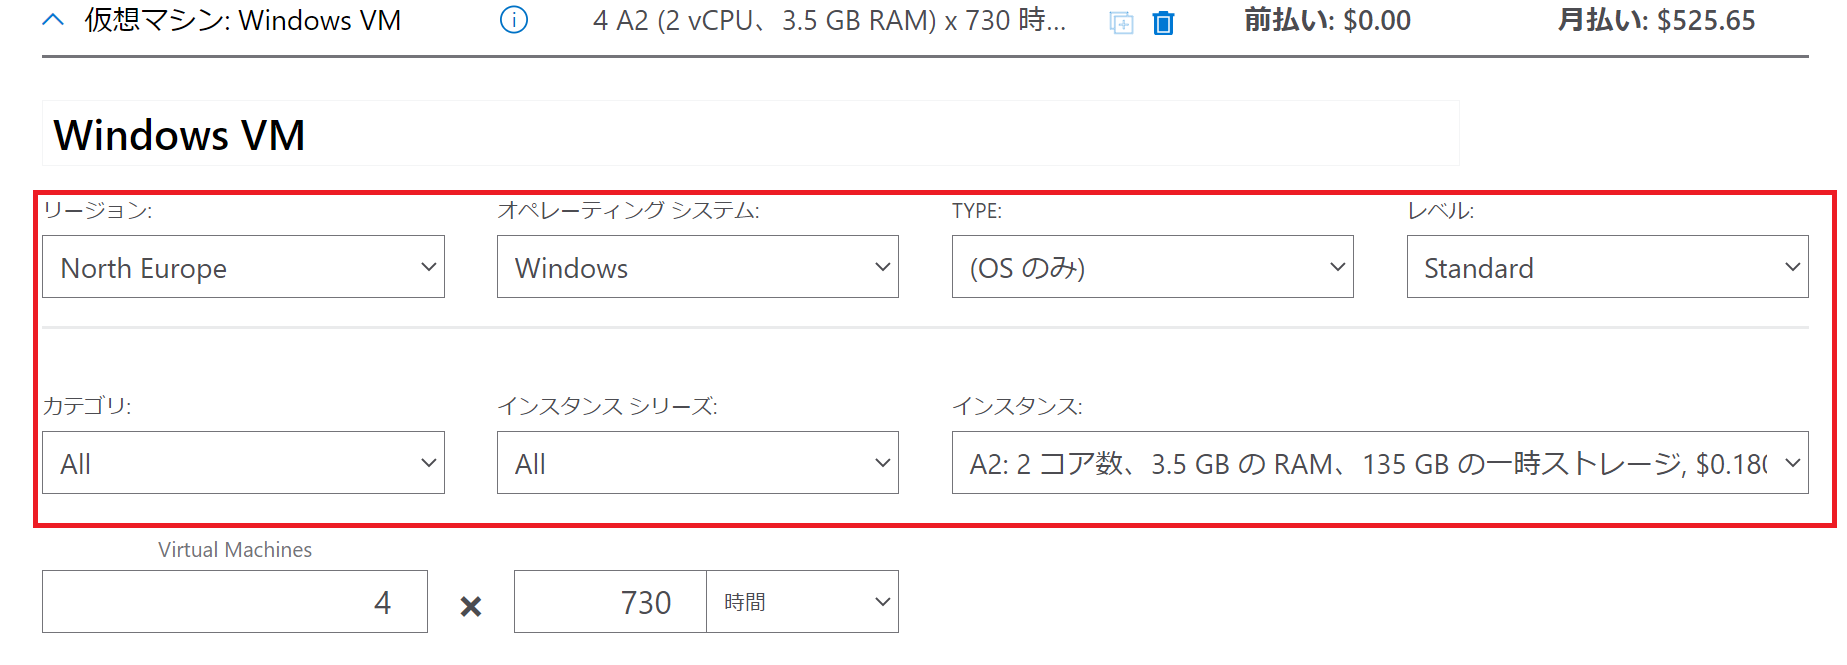 仮想マシン: Windows VM 4 A2 (2 vCPU、3.5 GB RAM) x 730 時... 前払い: $0.00 月払い: $525.65
Windows VM
リージョン: オペレーティング システム: TYPE: レベル:
North Europe Windows (OS のみ) Standard
カテゴリ: インスタンス シリーズ: インスタンス:
All All A2: 2 コア数、3.5 GB の RAM、135 GB の一時ストレージ, $0.180
Virtual Machines
4 × 730 時間